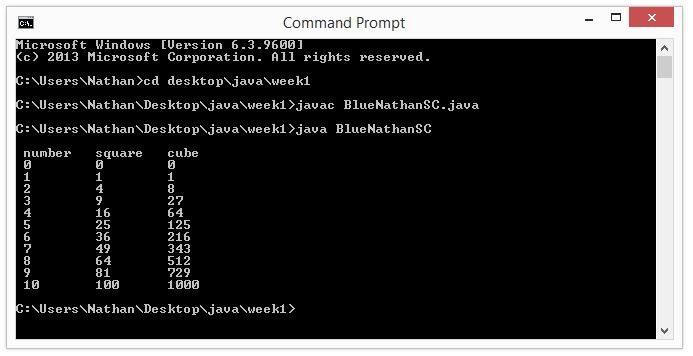 Command Prompt
Microsoft Windows [Version 6.3.9600]
(c) 2013 Microsoft Corporation. All rights reserved.
C:\Users\Nathan>cd desktop\java\week1
C:\Users\Nathan\Desktop\java\week1>javac BlueNathanSC.java
C:\Users\Nathan\Desktop\java\week1>java BlueNathanSC
number square cube
0 0 0
1 1 1
2 4 8
3 9 27
4 16 64
5 25 125
6 36 216
7 49 343
8 64 512
9 81 729
10 100 1000
C:\Users\Nathan\Desktop\java\week1>